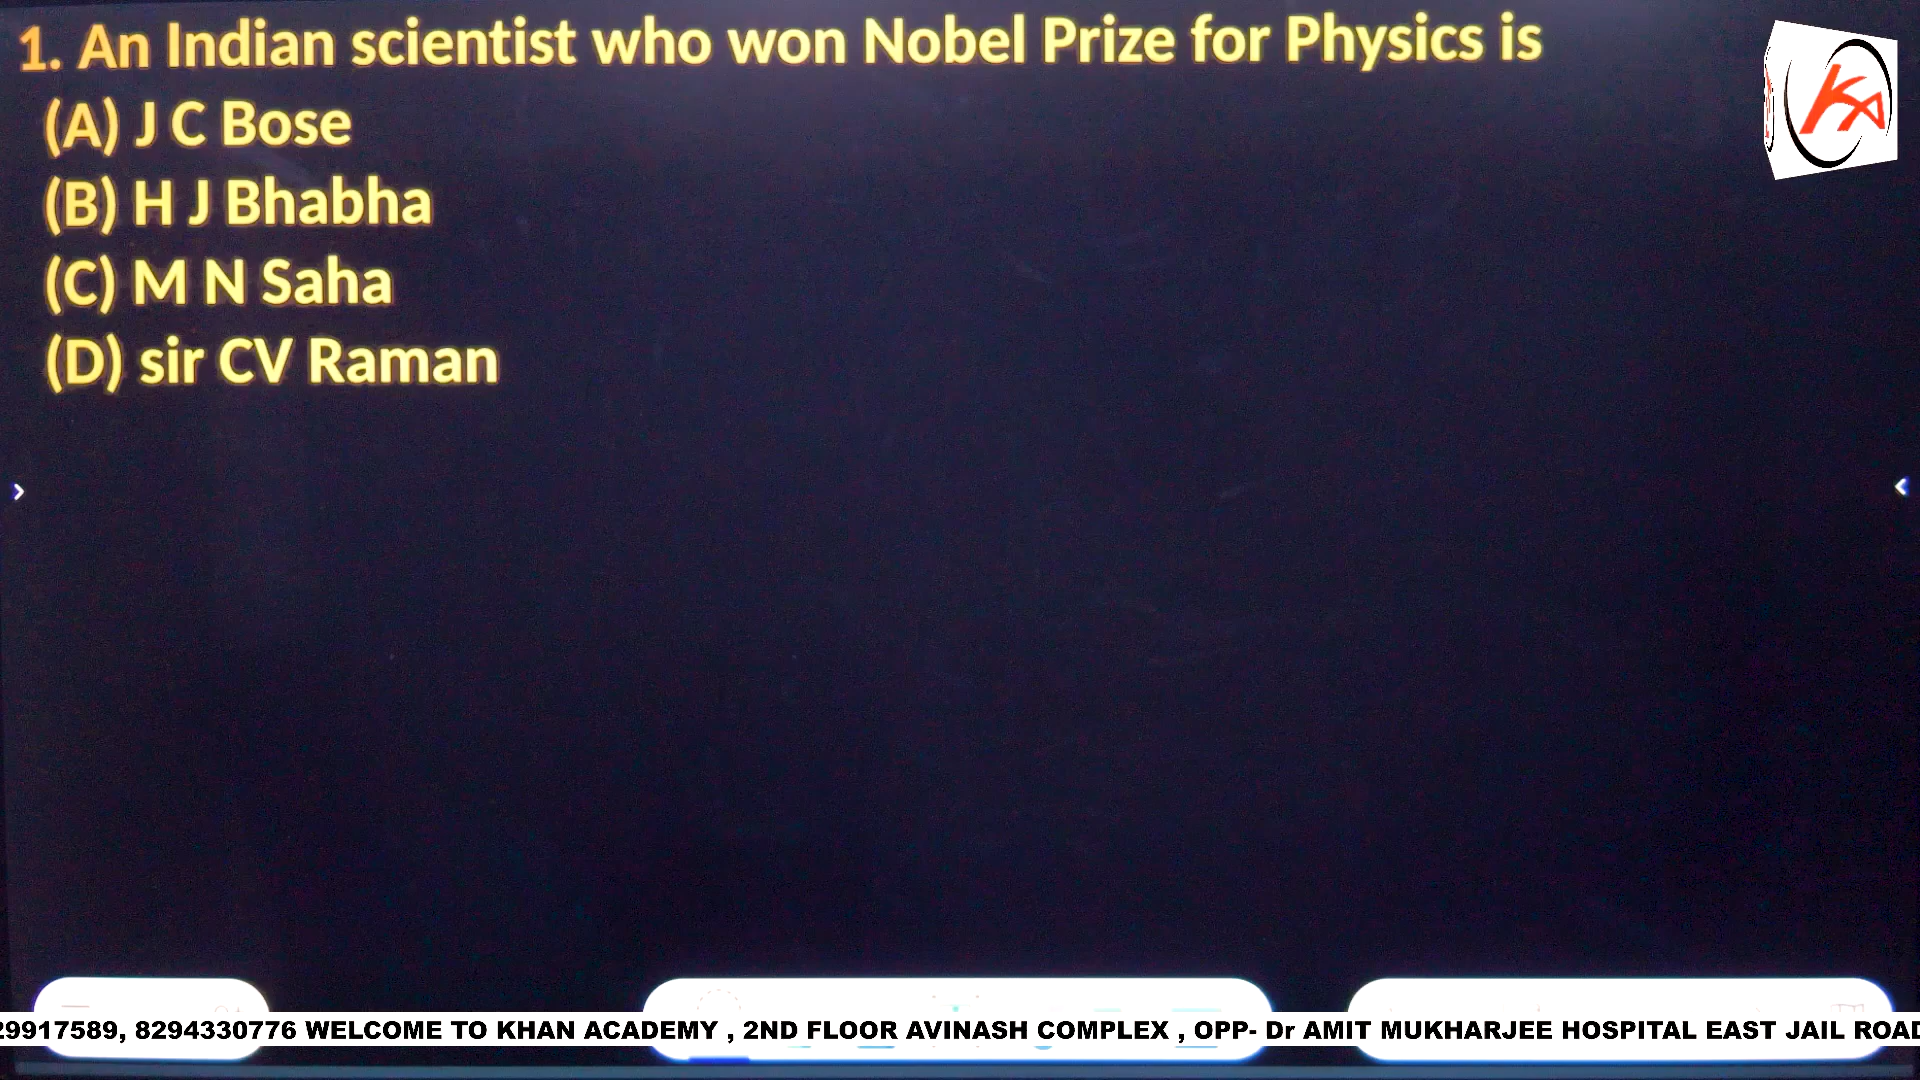 1. An Indian scientist who won Nobel Prize for Physics is
(A) J C Bose
(B) H J Bhabha
(C) M N Saha
(D) sir CV Raman
KA
29917589, 8294330776 WELCOME TO KHAN ACADEMY , 2ND FLOOR AVINASH COMPLEX , OPP- Dr AMIT MUKHARJEE HOSPITAL EAST JAIL ROAD